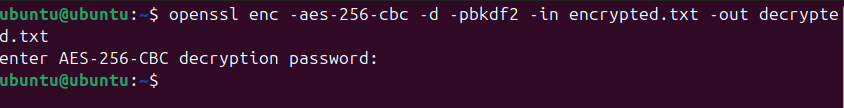 ubuntu@ubuntu:~$ openssl enc -aes-256-cbc -d -pbkdf2 -in encrypted.txt -out decrypte
d.txt
enter AES-256-CBC decryption password:
ubuntu@ubuntu:~$